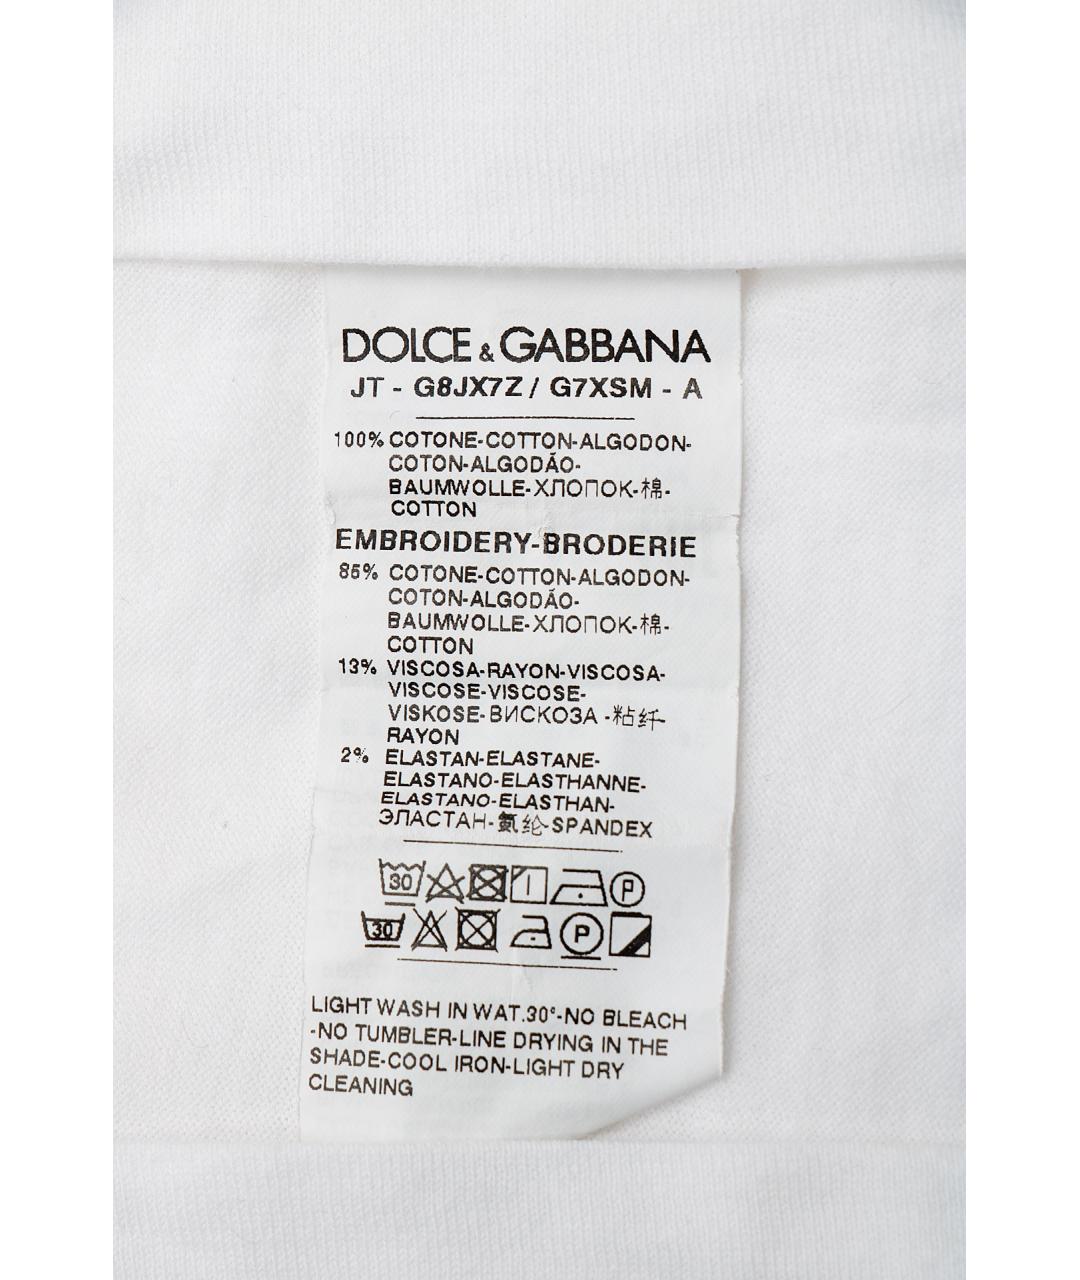 DOLCE & GABBANA
JT - G8JX7Z / G7XSM - A
100% COTONE-COTTON-ALGODON-
COTON-ALGODÃO-
BAUMWOLLE-ХЛОПОК-棉-
COTTON
EMBROIDERY-BRODERIE
85% COTONE-COTTON-ALGODON-
COTON-ALGODÃO-
BAUMWOLLE-ХЛОПОК-棉-
COTTON
13% VISCOSA-RAYON-VISCOSA-
VISCOSE-VISCOSE-
VISKOSE-ВИСКОЗА -粘纤-
RAYON
2% ELASTAN-ELASTANE-
ELASTANO-ELASTHANNE-
ELASTANO-ELASTHAN-
ЭЛАСТАН-氨纶-SPANDEX
30 P
30 P
LIGHT WASH IN WAT.30°-NO BLEACH
-NO TUMBLER-LINE DRYING IN THE
SHADE-COOL IRON-LIGHT DRY
CLEANING